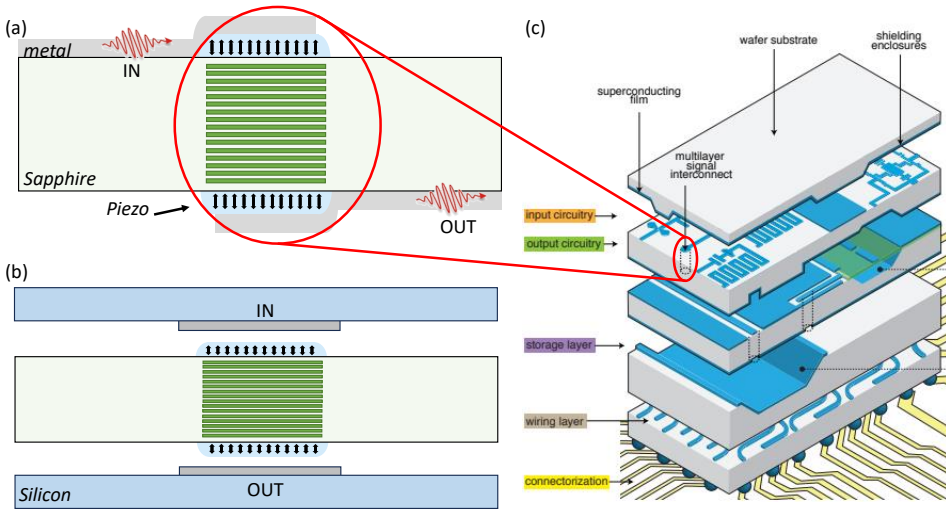 (a)
metal
IN
Sapphire
Piezo
OUT
(b)
IN
OUT
Silicon
(c)
wafer substrate
shielding
enclosures
superconducting
film
multilayer
signal
interconnect
input circuitry
output circuitry
storage layer
wiring layer
connectorization